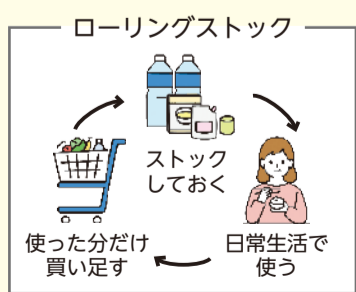 ローリングストック
ストック
しておく
日常生活で
使う
使った分だけ
買い足す